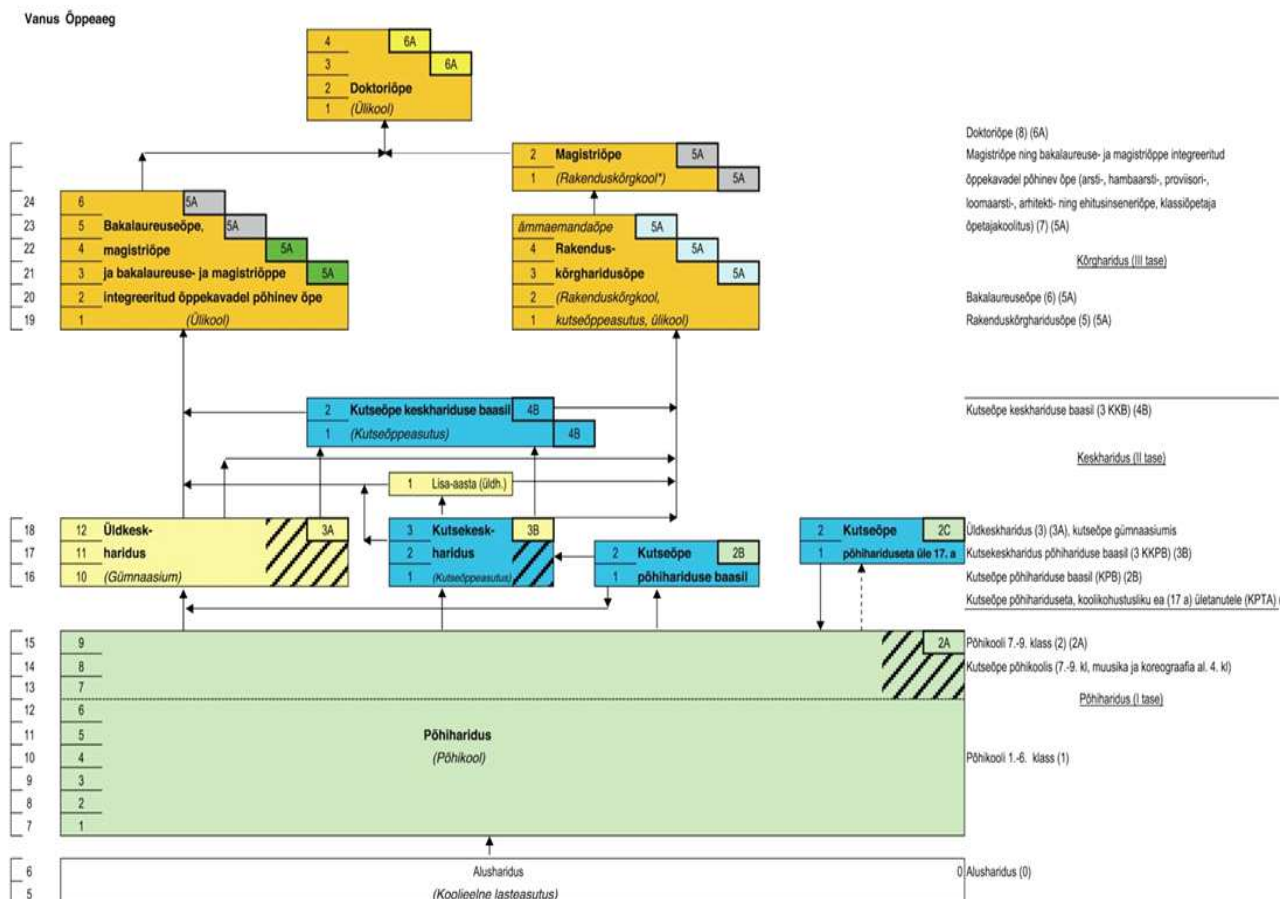 Vanus Õppeaeg
4 6A
3 6A
2 Doktoriõpe
1 (Ülikool)
2 Magistriõpe 5A
1 (Rakenduskõrgkool*) 5A
24 6 5A
23 5 Bakalaureuseõpe, 5A
22 4 magistriõpe 5A
21 3 ja bakalaureuse- ja magistriõppe 5A
20 2 integreeritud õppekavadel põhinev õpe
19 1 (Ülikool)
ämmaemandaõpe 5A
4 Rakendus- 5A
3 kõrgharidusõpe 5A
2 (Rakenduskõrgkool,
1 kutseõppeasutus, ülikool)
Doktoriõpe (8) (6A)
Magistriõpe ning bakalaureuse- ja magistriõppe integreeritud
õppekavadel põhinev õpe (arsti-, hambaarsti-, proviisori-,
loomaarsti-, arhitekti- ning ehitusinseneriõpe, klassiõpetaja
õpetajakoolitus) (7) (5A)
Kõrgharidus (III tase)
Bakalaureuseõpe (6) (5A)
Rakenduskõrgharidusõpe (5) (5A)
2 Kutseõpe keskhariduse baasil 4B
1 (Kutseõppeasutus) 4B
Kutseõpe keskhariduse baasil (3 KKB) (4B)
Keskharidus (II tase)
1 Lisa-aasta (üldh.)
18 12 Üldkesk- 3A
17 11 haridus
16 10 (Gümnaasium)
3 Kutsekesk- 3B
2 haridus
1 (Kutseõppeasutus)
2 Kutseõpe 2B
1 põhihariduse baasil
2 Kutseõpe 2C
1 põhihariduseta üle 17. a
Üldkeskharidus (3) (3A), kutseõpe gümnaasiumis
Kutsekeskharidus põhihariduse baasil (3 KKPB) (3B)
Kutseõpe põhihariduse baasil (KPB) (2B)
Kutseõpe põhihariduseta, koolikohustusliku ea (17 a) ületanutele (KPTA) (
15 9 2A
14 8
13 7
12 6
11 5 Põhiharidus
10 4 (Põhikool)
9 3
8 2
7 1
Põhikooli 7.-9. klass (2) (2A)
Kutseõpe põhikoolis (7.-9. kl, muusika ja koreograafia al. 4. kl)
Põhiharidus (I tase)
Põhikooli 1.-6. klass (1)
6 Alusharidus 0 Alusharidus (0)
5 (Koolieelne lasteasutus)